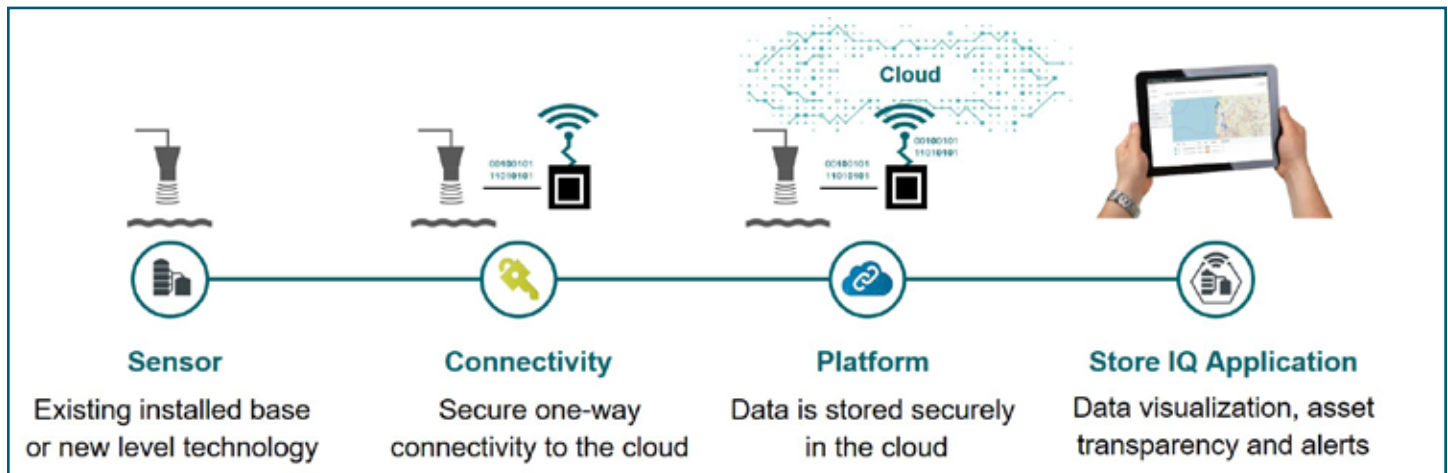 Cloud
00100101
11010101
00100101
11010101
00100101
11010101
Sensor
Existing installed base
or new level technology
Connectivity
Secure one-way
connectivity to the cloud
Platform
Data is stored securely
in the cloud
Store IQ Application
Data visualization, asset
transparency and alerts